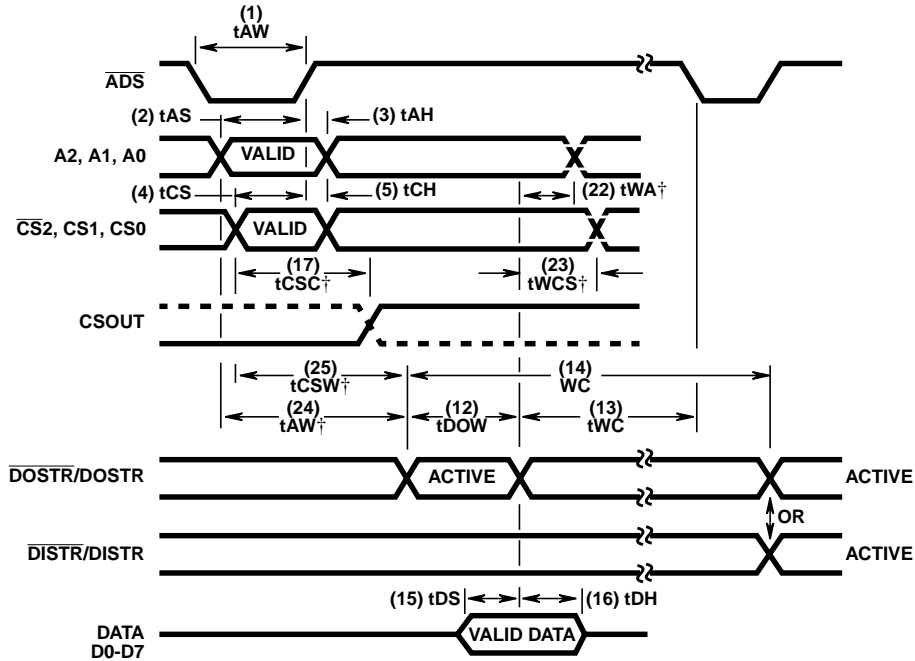 (1)
tAW
ADS
(2) tAS
(3) tAH
A2, A1, A0
VALID
(4) tCS
(5) tCH
(22) tWA†
CS2, CS1, CS0
VALID
(17)
tCSC†
(23)
tWCS†
CSOUT
(25)
tCSW†
(14)
WC
(24)
tAW†
(12)
tDOW
(13)
tWC
DOSTR/DOSTR
ACTIVE
ACTIVE
OR
DISTR/DISTR
ACTIVE
(15) tDS
(16) tDH
DATA
D0-D7
VALID DATA